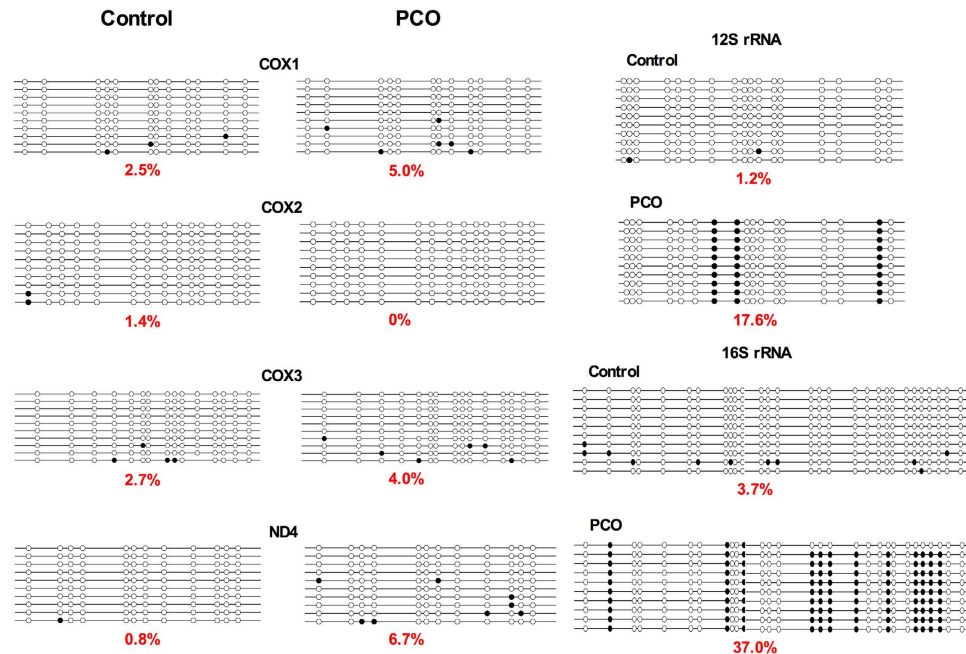 Control
PCO
COX1
2.5%
5.0%
COX2
1.4%
0%
COX3
2.7%
4.0%
ND4
0.8%
6.7%
12S rRNA
Control
1.2%
PCO
17.6%
16S rRNA
Control
3.7%
PCO
37.0%